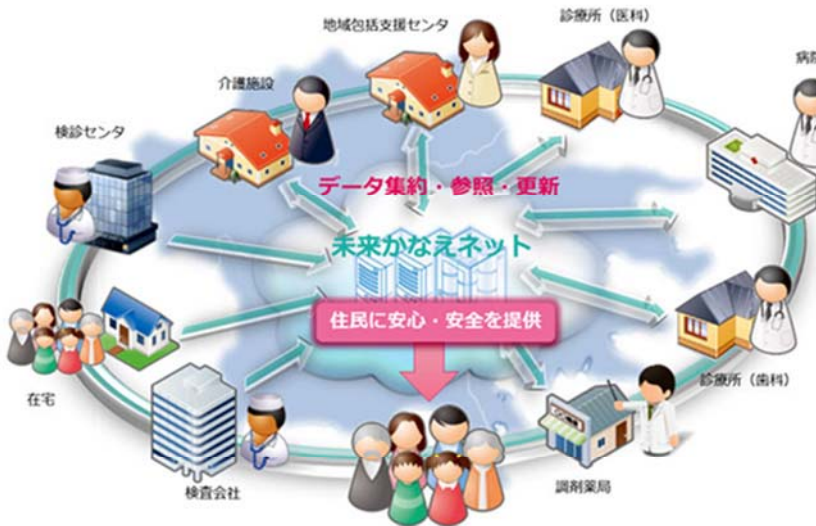 地域包括支援センタ
診療所（医科）
病院
介護施設
検診センタ
データ集約・参照・更新
未来かなえネット
住民に安心・安全を提供
在宅
診療所（歯科）
検査会社
調剤薬局